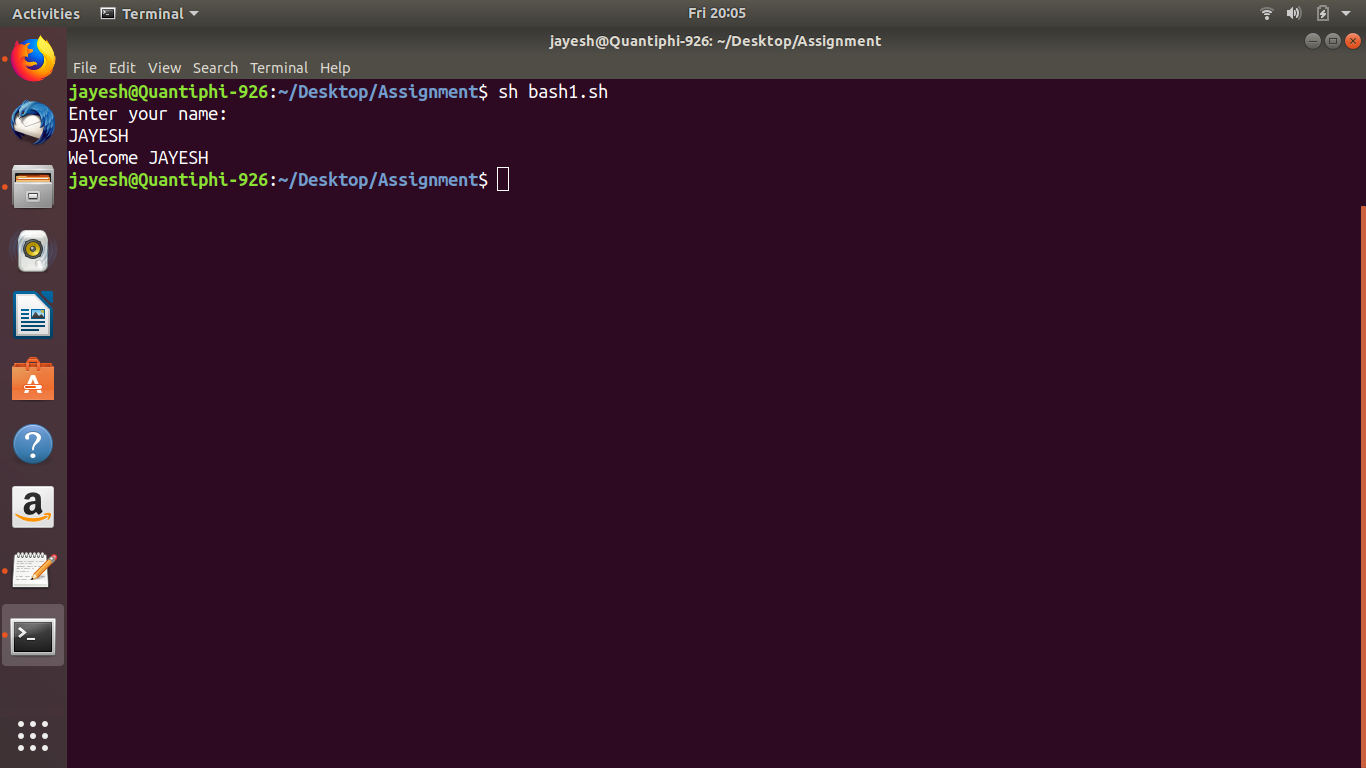 Activities Terminal Fri 20:05
jayesh@Quantiphi-926: ~/Desktop/Assignment
File Edit View Search Terminal Help
jayesh@Quantiphi-926:~/Desktop/Assignment$ sh bash1.sh
Enter your name:
JAYESH
Welcome JAYESH
jayesh@Quantiphi-926:~/Desktop/Assignment$